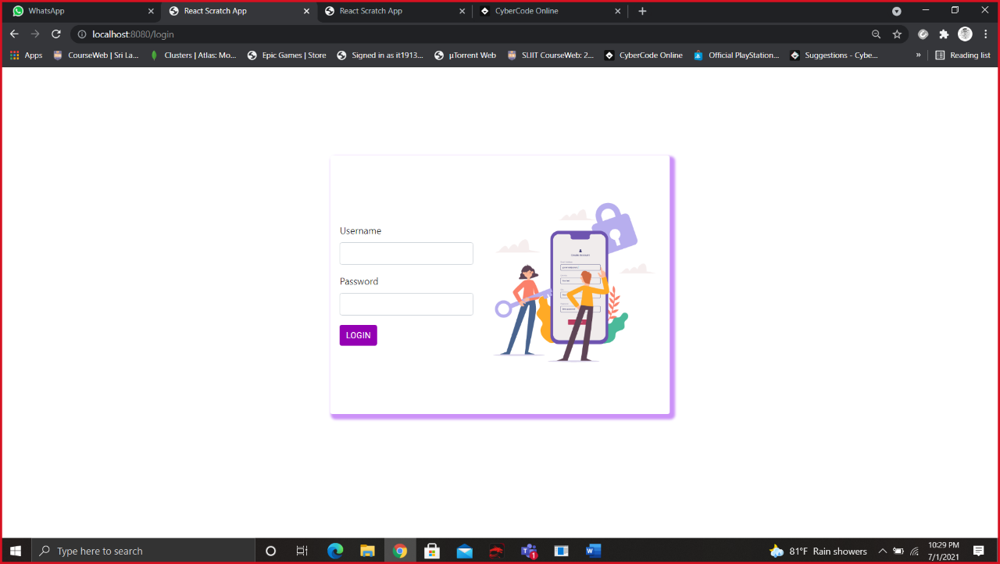 WhatsApp
React Scratch App
React Scratch App
CyberCode Online
localhost:8080/login
Apps
CourseWeb | Sri La...
Clusters | Atlas: Mo...
Epic Games | Store
Signed in as it1913...
µTorrent Web
SLIIT CourseWeb: 2...
CyberCode Online
Official PlayStation...
Suggestions - Cybe...
»
Reading list
Username
Password
LOGIN
Type here to search
1
81°F Rain showers
10:29 PM
7/1/2021